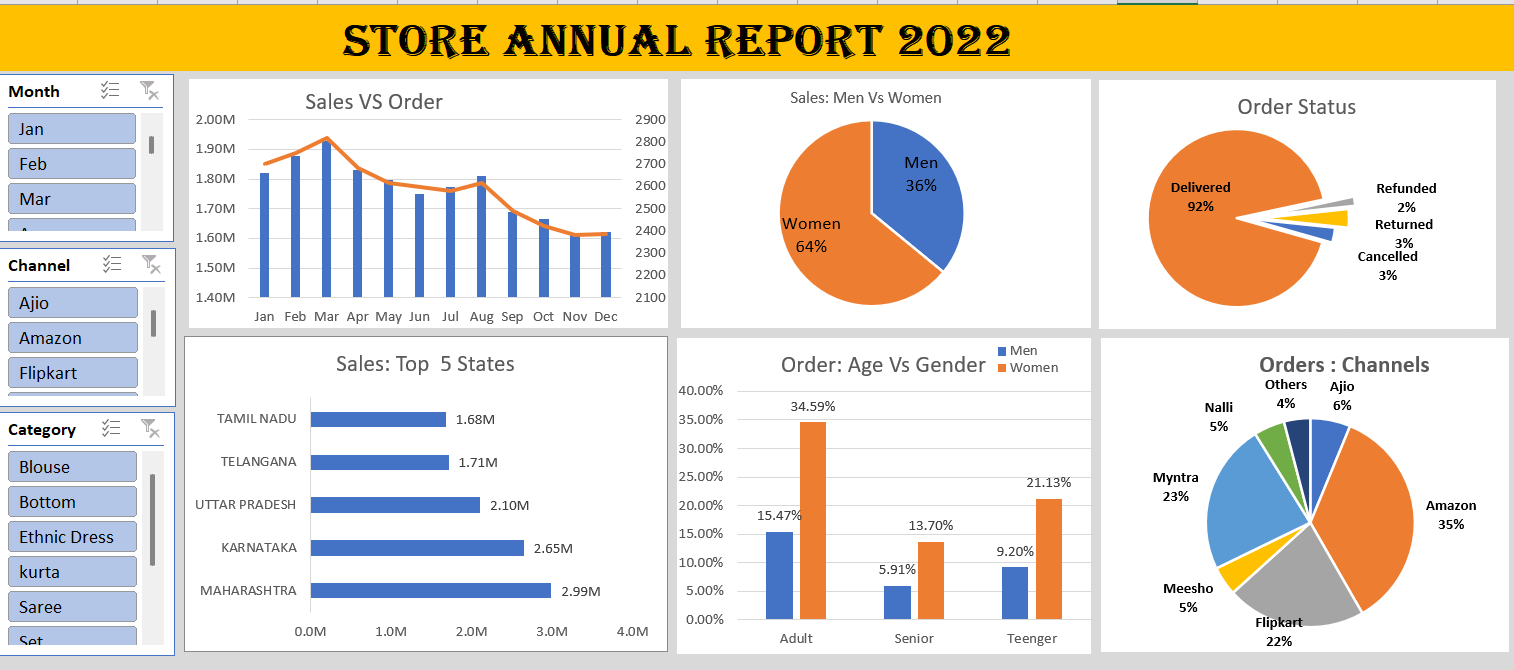 STORE ANNUAL REPORT 2022
Month
Jan
Feb
Mar
Channel
Ajio
Amazon
Flipkart
Category
Blouse
Bottom
Ethnic Dress
kurta
Saree
Set
Sales VS Order
2.00M
1.90M
1.80M
1.70M
1.60M
1.50M
1.40M
2900
2800
2700
2600
2500
2400
2300
2200
2100
Jan Feb Mar Apr May Jun Jul Aug Sep Oct Nov Dec
Sales: Men Vs Women
Men
36%
Women
64%
Order Status
Delivered
92%
Refunded
2%
Returned
3%
Cancelled
3%
Sales: Top 5 States
TAMIL NADU 1.68M
TELANGANA 1.71M
UTTAR PRADESH 2.10M
KARNATAKA 2.65M
MAHARASHTRA 2.99M
0.0M 1.0M 2.0M 3.0M 4.0M
Order: Age Vs Gender
Men
Women
40.00%
35.00%
30.00%
25.00%
20.00%
15.00%
10.00%
5.00%
0.00%
15.47%
34.59%
5.91%
13.70%
9.20%
21.13%
Adult Senior Teenger
Orders : Channels
Others
4%
Ajio
6%
Nalli
5%
Myntra
23%
Amazon
35%
Meesho
5%
Flipkart
22%